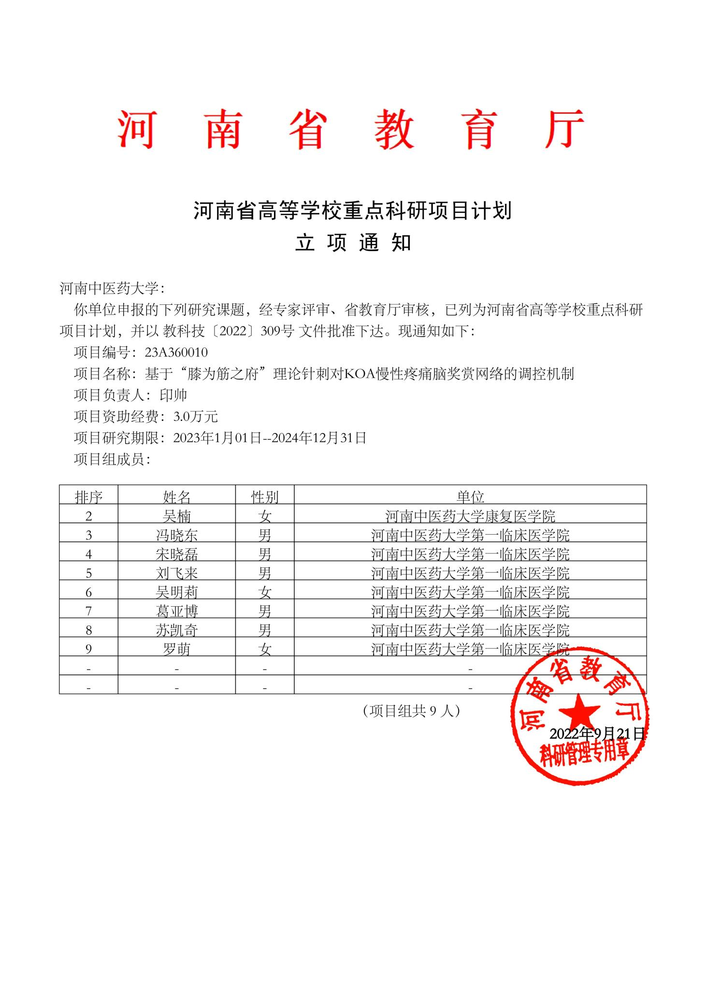 河南省教育厅
河南省高等学校重点科研项目计划
立项通知
河南中医药大学：
你单位申报的下列研究课题，经专家评审、省教育厅审核，已列为河南省高等学校重点科研
项目计划，并以 教科技〔2022〕309号 文件批准下达。现通知如下：
项目编号：23A360010
项目名称：基于“膝为筋之府”理论针刺对KOA慢性疼痛脑奖赏网络的调控机制
项目负责人：印帅
项目资助经费：3.0万元
项目研究期限：2023年1月01日--2024年12月31日
项目组成员：
排序 姓名 性别 单位
2 吴楠 女 河南中医药大学康复医学院
3 冯晓东 男 河南中医药大学第一临床医学院
4 宋晓磊 男 河南中医药大学第一临床医学院
5 刘飞来 男 河南中医药大学第一临床医学院
6 吴明莉 女 河南中医药大学第一临床医学院
7 葛亚博 男 河南中医药大学第一临床医学院
8 苏凯奇 男 河南中医药大学第一临床医学院
9 罗萌 女 河南中医药大学第一临床医学院
- - - -
- - - -
（项目组共 9 人）
河南省教育厅
2022年9月21日
科研管理专用章